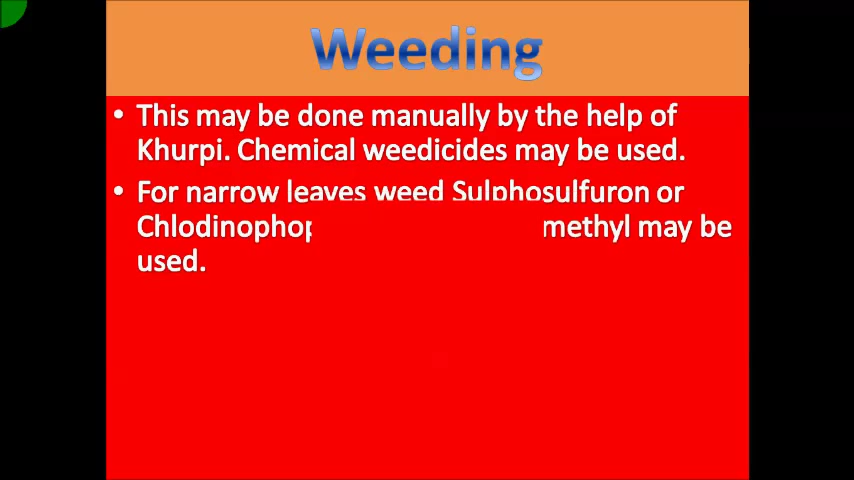 Weeding
• This may be done manually by the help of
Khurpi. Chemical weedicides may be used.
• For narrow leaves weed Sulphosulfuron or
methyl may be
used.